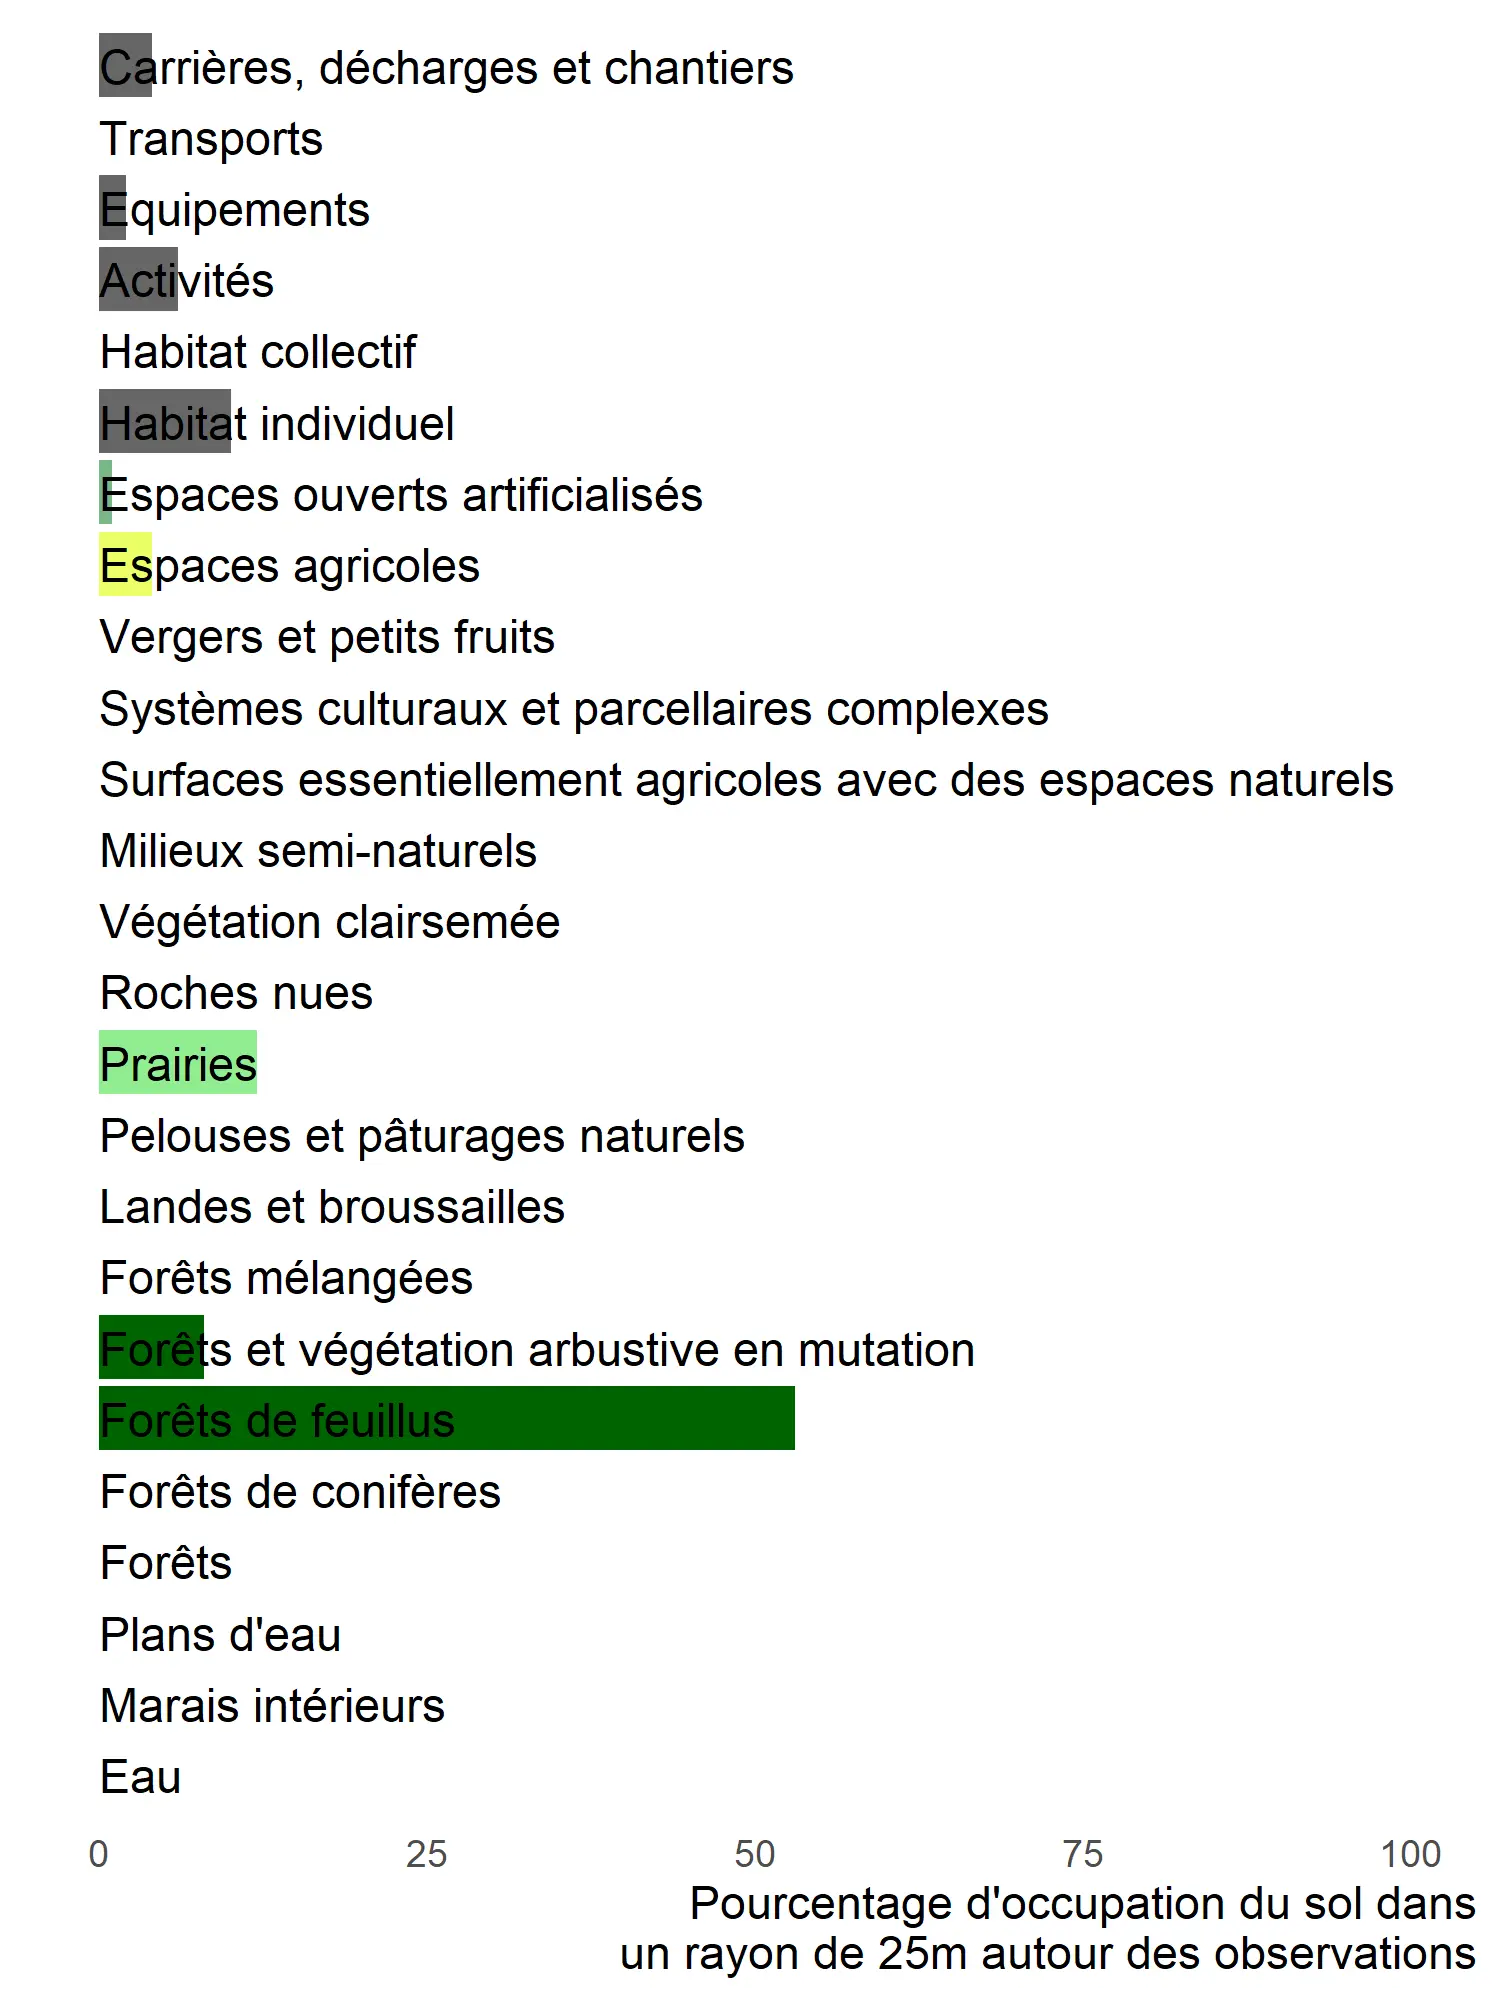 Carrières, décharges et chantiers
Transports
Equipements
Activités
Habitat collectif
Habitat individuel
Espaces ouverts artificialisés
Espaces agricoles
Vergers et petits fruits
Systèmes culturaux et parcellaires complexes
Surfaces essentiellement agricoles avec des espaces naturels
Milieux semi-naturels
Végétation clairsemée
Roches nues
Prairies
Pelouses et pâturages naturels
Landes et broussailles
Forêts mélangées
Forêts et végétation arbustive en mutation
Forêts de feuillus
Forêts de conifères
Forêts
Plans d'eau
Marais intérieurs
Eau
0 25 50 75 100
Pourcentage d'occupation du sol dans
un rayon de 25m autour des observations